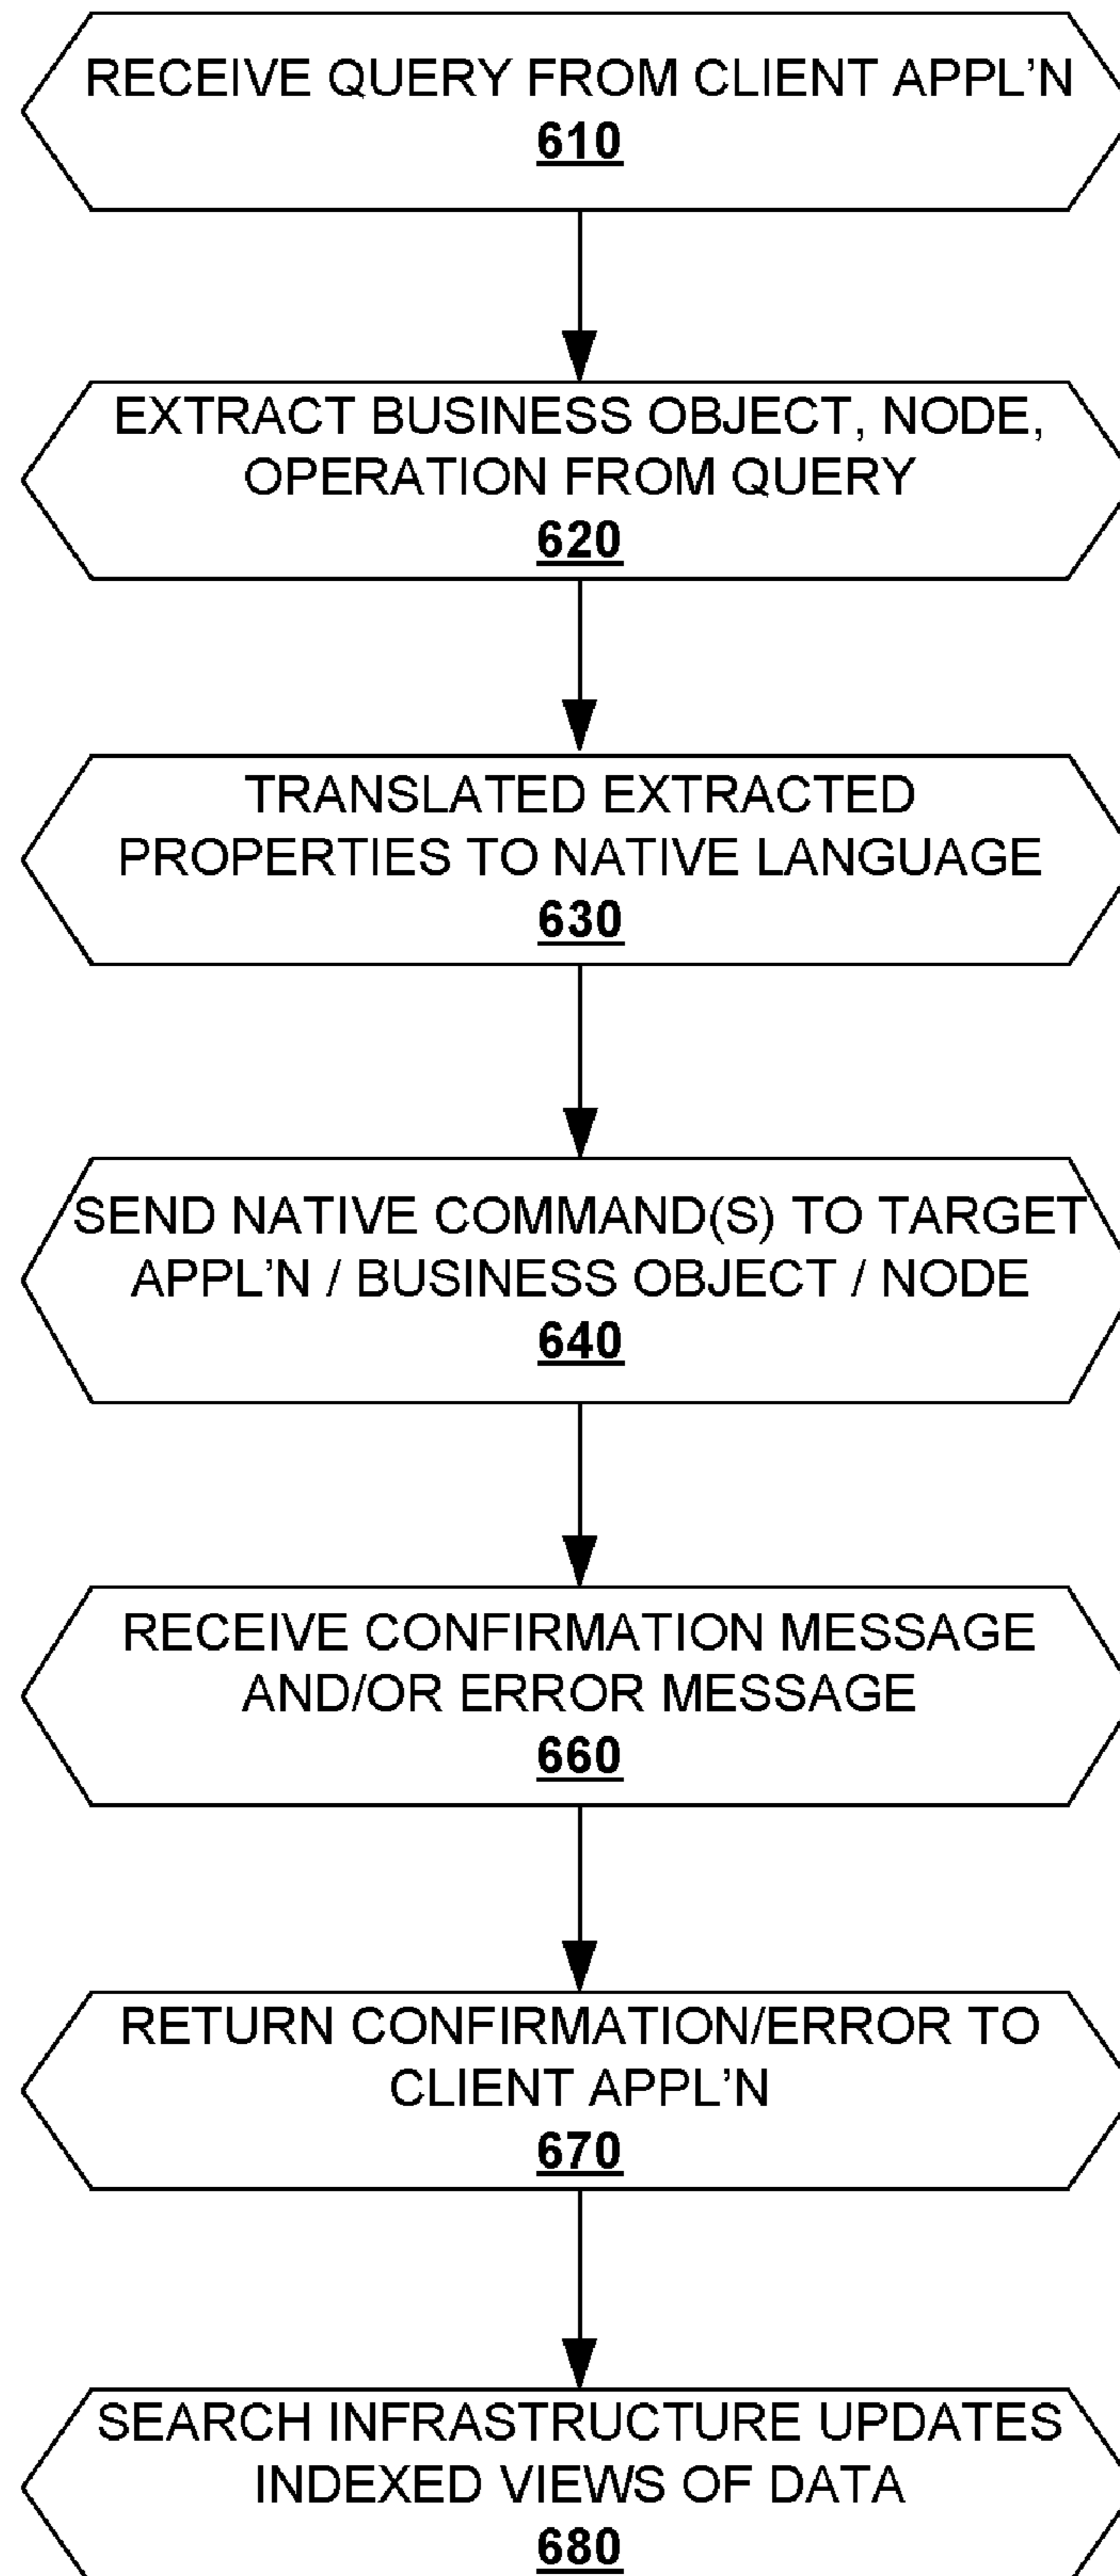 RECEIVE QUERY FROM CLIENT APPL'N
610
EXTRACT BUSINESS OBJECT, NODE,
OPERATION FROM QUERY
620
TRANSLATED EXTRACTED
PROPERTIES TO NATIVE LANGUAGE
630
SEND NATIVE COMMAND(S) TO TARGET
APPL'N / BUSINESS OBJECT / NODE
640
RECEIVE CONFIRMATION MESSAGE
AND/OR ERROR MESSAGE
660
RETURN CONFIRMATION/ERROR TO
CLIENT APPL'N
670
SEARCH INFRASTRUCTURE UPDATES
INDEXED VIEWS OF DATA
680